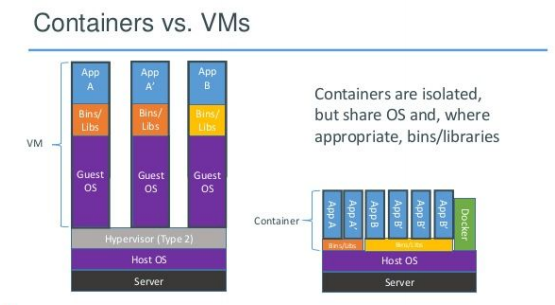 Containers vs. VMs
App
A
App
A'
App
B
Bins/
Libs
Bins/
Libs
Bins/
Libs
VM
Guest
OS
Guest
OS
Guest
OS
Hypervisor (Type 2)
Host OS
Server
Containers are isolated,
but share OS and, where
appropriate, bins/libraries
Container
App A
App A'
App B
App B'
App B'
App B'
Docker
Bins/Libs
Bins/Libs
Host OS
Server